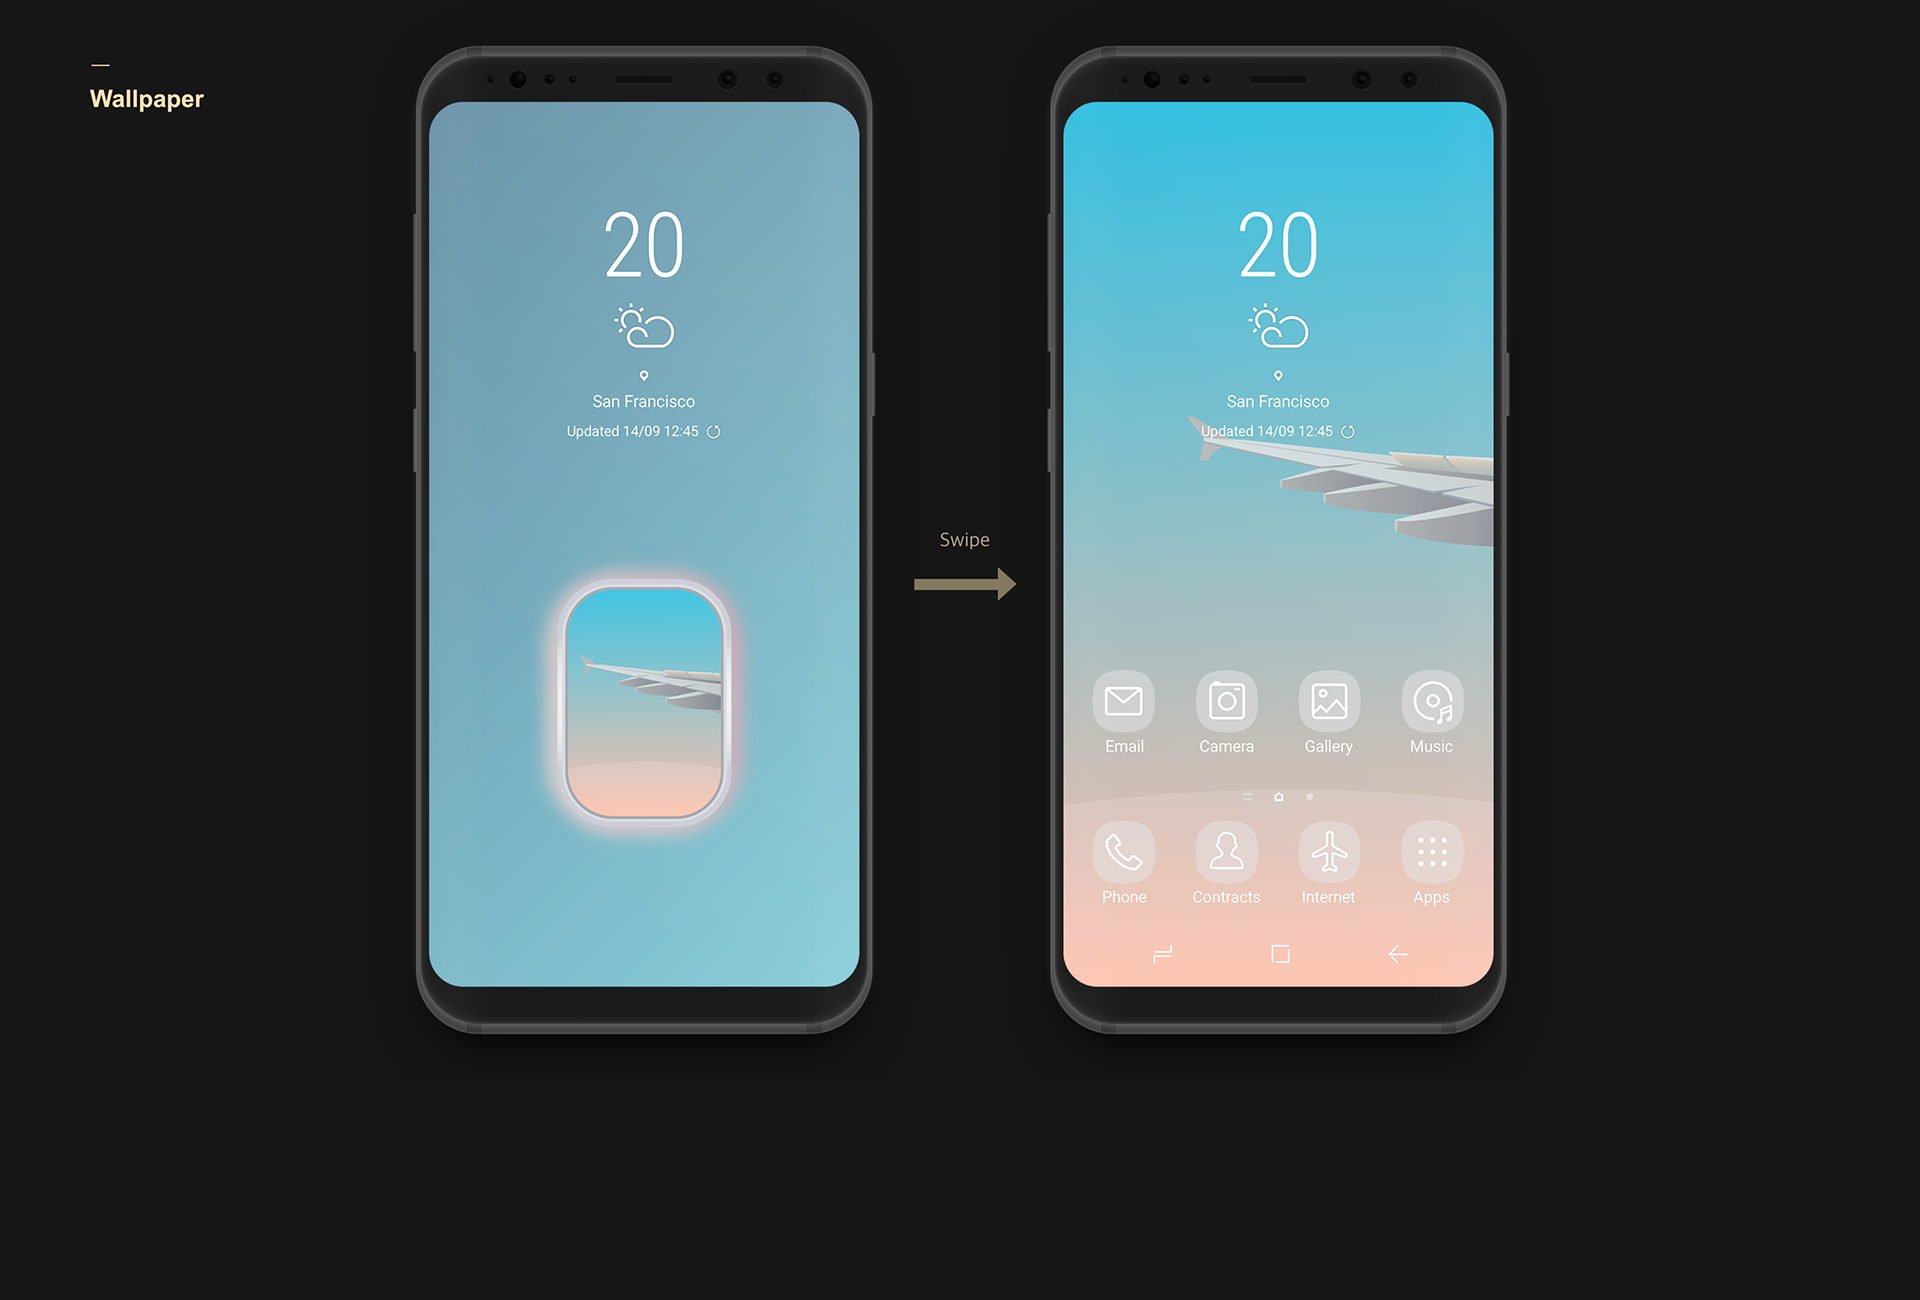 Wallpaper
20
San Francisco
Updated 14/09 12:45
Swipe
20
San Francisco
Updated 14/09 12:45
Email Camera Gallery Music
Phone Contracts Internet Apps